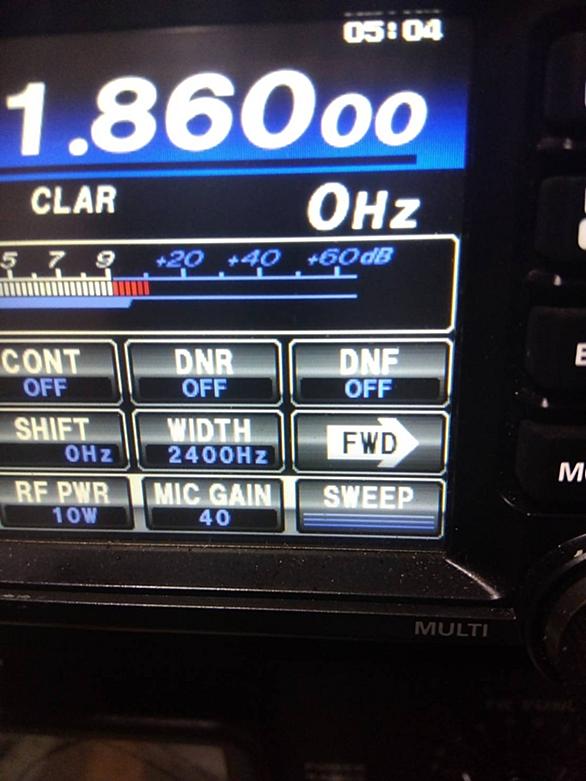 05:04
1.86000
CLAR 0Hz
5 7 9 +20 +40 +60dB
CONT DNR DNF
OFF OFF OFF
SHIFT WIDTH FWD
0Hz 2400Hz
RF PWR MIC GAIN SWEEP
10W 40
MULTI